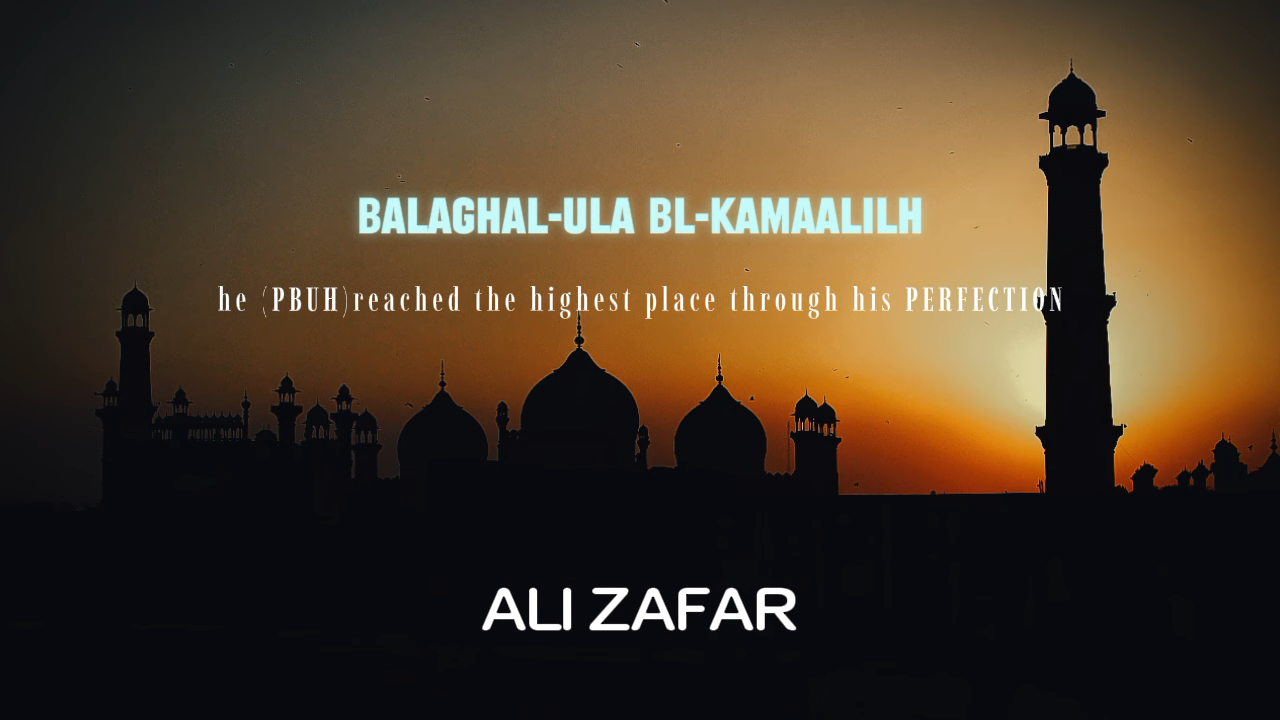 BALAGHAL-ULA BL-KAMAALILH
he (PBUH)reached the highest place through his PERFECTION
ALI ZAFAR